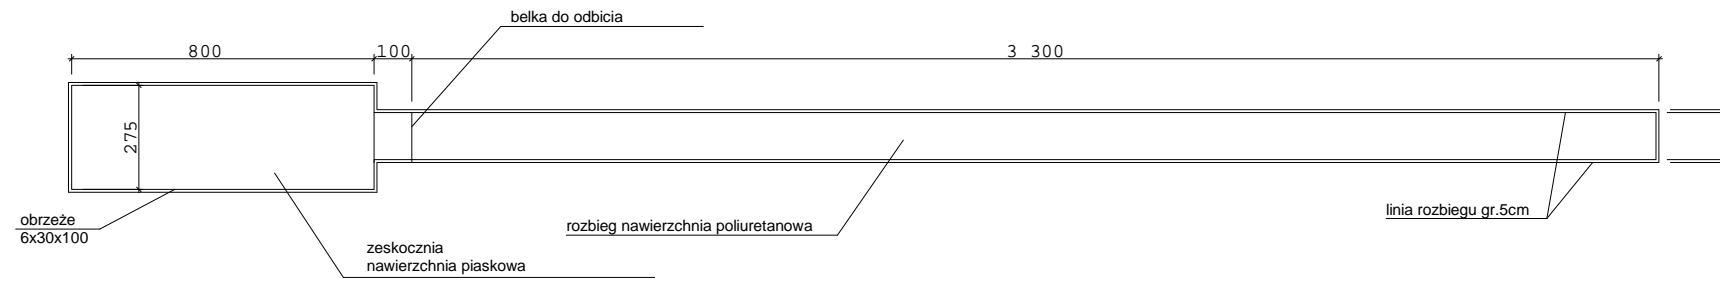 belka do odbicia
800
100
3 300
275
obrzeże
6x30x100
zeskocznia
nawierzchnia piaskowa
rozbieg nawierzchnia poliuretanowa
linia rozbiegu gr.5cm